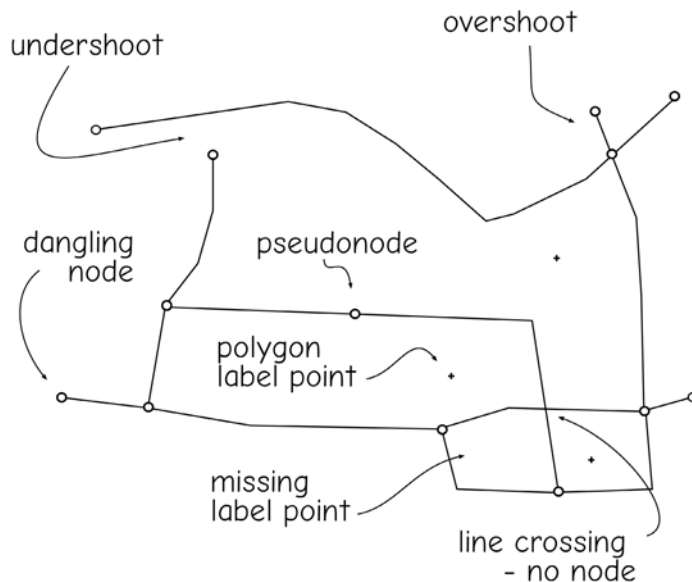 undershoot
overshoot
dangling
node
pseudonode
polygon
label point
missing
label point
line crossing
- no node